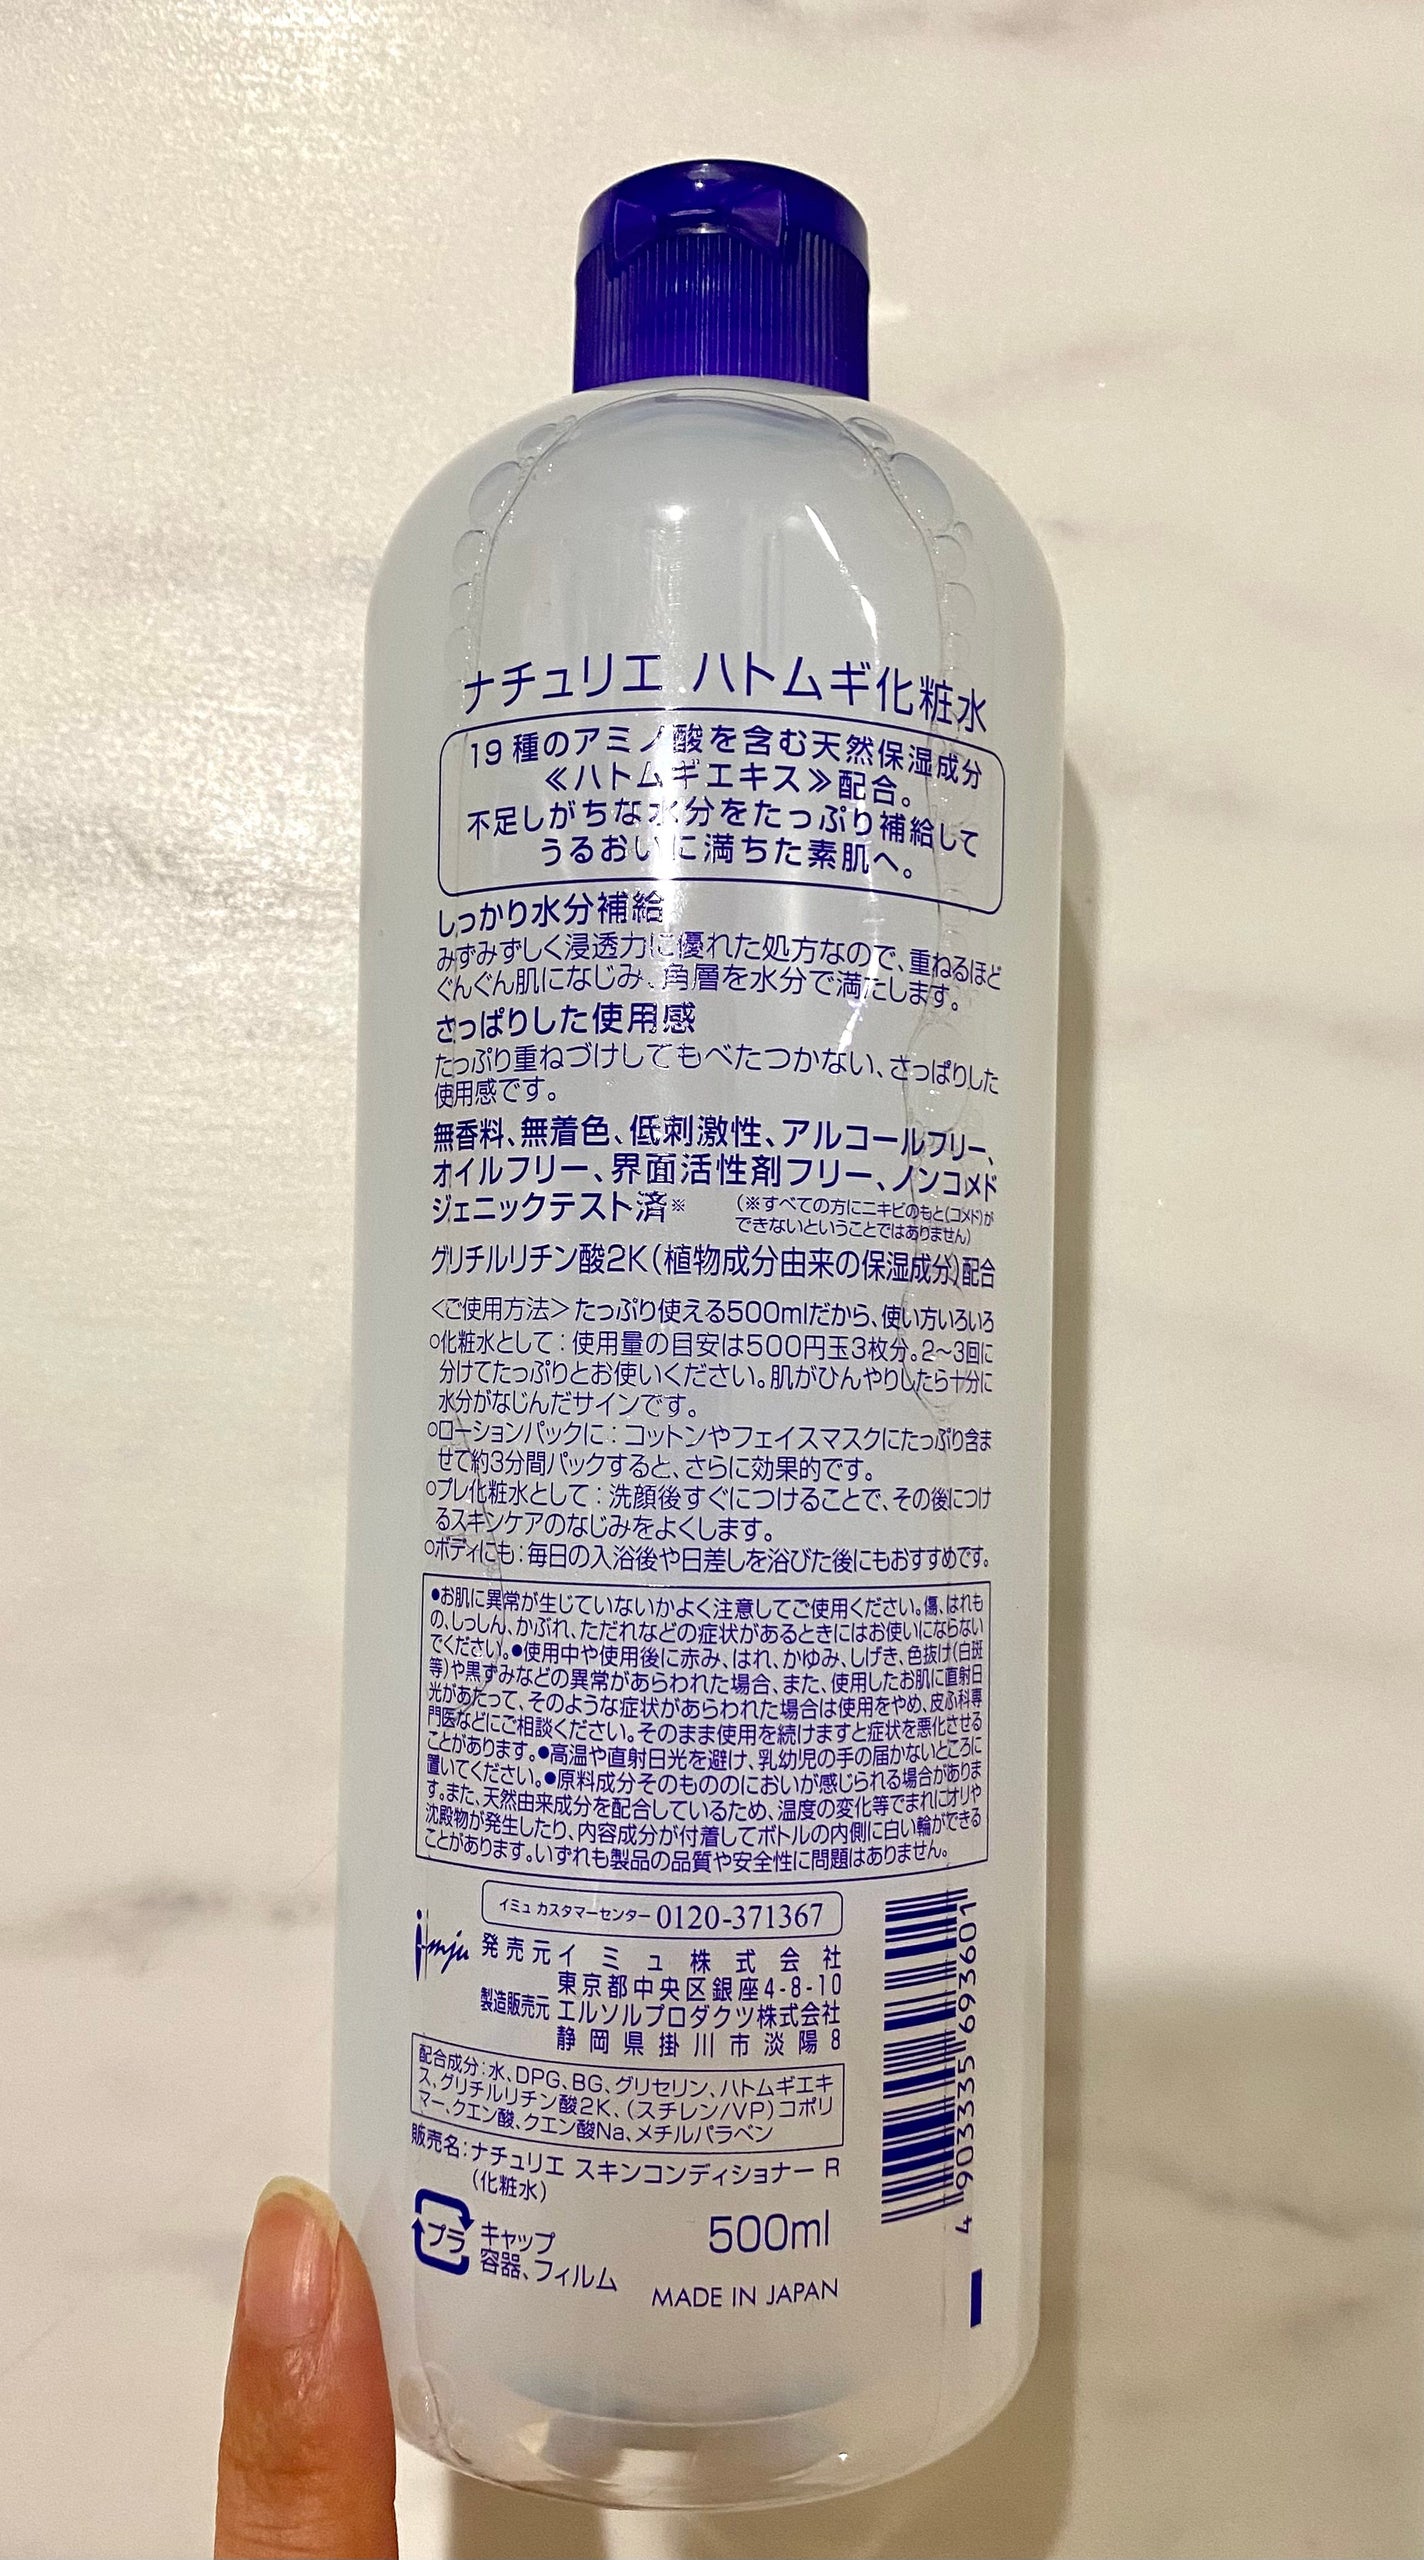 ナチュリエ ハトムギ化粧水
19種のアミノ酸を含む天然保湿成分
≪ハトムギエキス≫配合。
不足しがちな水分をたっぷり補給して
うるおいに満ちた素肌へ。
しっかり水分補給
みずみずしく浸透力に優れた処方なので、重ねるほど
ぐんぐん肌になじみ、角層を水分で満たします。
さっぱりした使用感
たっぷり重ねづけしてもべたつかない、さっぱりした
使用感です。
無香料、無着色、低刺激性、アルコールフリー、
オイルフリー、界面活性剤フリー、ノンコメド
ジェニックテスト済※
(※すべての方にニキビのもと(コメド)が
できないということではありません)
グリチルリチン酸2K(植物成分由来の保湿成分)配合
<ご使用方法>たっぷり使える500mlだから、使い方いろいろ
○化粧水として:使用量の目安は500円玉3枚分。2〜3回に
分けてたっぷりとお使いください。肌がひんやりしたら十分に
水分がなじんだサインです。
○ローションパックに:コットンやフェイスマスクにたっぷり含ま
せて約3分間パックすると、さらに効果的です。
○プレ化粧水として:洗顔後すぐにつけることで、その後につけ
るスキンケアのなじみをよくします。
○ボディにも:毎日の入浴後や日差しを浴びた後にもおすすめです。
●お肌に異常が生じていないかよく注意してご使用ください。傷、はれも
の、しっしん、かぶれ、ただれなどの症状があるときにはお使いにならない
でください。●使用中や使用後に赤み、はれ、かゆみ、しげき、色抜け(白斑
等)や黒ずみなどの異常があらわれた場合、また、使用したお肌に直射日
光があたって、そのような症状があらわれた場合は使用をやめ、皮ふ科専
門医などにご相談ください。そのまま使用を続けますと症状を悪化させる
ことがあります。●高温や直射日光を避け、乳幼児の手の届かないところに
置いてください。●原料成分そのもののにおいが感じられる場合がありま
す。また、天然由来成分を配合しているため、温度の変化等でまれにオリや
沈殿物が発生したり、内容成分が付着してボトルの内側に白い輪ができる
ことがあります。いずれも製品の品質や安全性に問題はありません。
イミュ カスタマーセンター 0120-371367
imju
発売元 イミュ株式会社
東京都中央区銀座4-8-10
製造販売元 エルソルプロダクツ株式会社
静岡県掛川市淡陽8
配合成分:水、DPG、BG、グリセリン、ハトムギエキ
ス、グリチルリチン酸2K、(スチレン/VP)コポリ
マー、クエン酸、クエン酸Na、メチルパラベン
販売名:ナチュリエ スキンコンディショナー R
(化粧水)
プラ
キャップ
容器、フィルム
500ml
MADE IN JAPAN
4 903335 693601